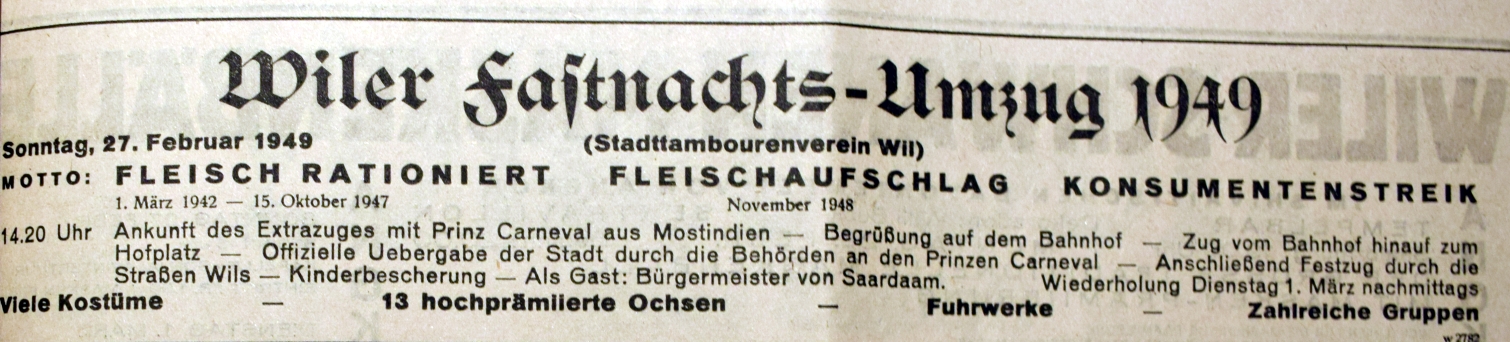 Wiler Fastnachts-Umzug 1949
Sonntag, 27. Februar 1949 (Stadttambourenverein Wil)
MOTTO: FLEISCH RATIONIERT FLEISCHAUFSCHLAG KONSUMENTENSTREIK
1. März 1942 — 15. Oktober 1947 November 1948
14.20 Uhr Ankunft des Extrazuges mit Prinz Carneval aus Mostindien — Begrüßung auf dem Bahnhof — Zug vom Bahnhof hinauf zum
Hofplatz — Offizielle Uebergabe der Stadt durch die Behörden an den Prinzen Carneval — Anschließend Festzug durch die
Straßen Wils — Kinderbescherung — Als Gast: Bürgermeister von Saardaam. Wiederholung Dienstag 1. März nachmittags
Viele Kostüme — 13 hochprämiierte Ochsen — Fuhrwerke — Zahlreiche Gruppen
w 2782